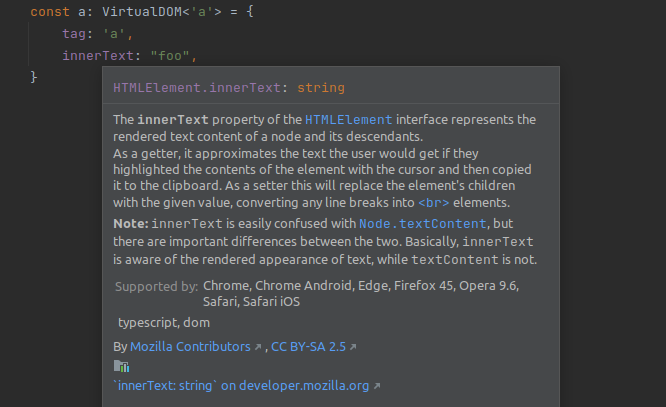 const a: VirtualDOM<'a'> = {
tag: 'a',
innerText: "foo",
}
HTMLElement.innerText: string
The innerText property of the HTMLElement interface represents the
rendered text content of a node and its descendants.
As a getter, it approximates the text the user would get if they
highlighted the contents of the element with the cursor and then copied
it to the clipboard. As a setter this will replace the element's children
with the given value, converting any line breaks into <br> elements.
Note: innerText is easily confused with Node.textContent, but
there are important differences between the two. Basically, innerText
is aware of the rendered appearance of text, while textContent is not.
Supported by: Chrome, Chrome Android, Edge, Firefox 45, Opera 9.6,
Safari, Safari iOS
typescript, dom
By Mozilla Contributors ↗ , CC BY-SA 2.5 ↗
`innerText: string` on developer.mozilla.org ↗